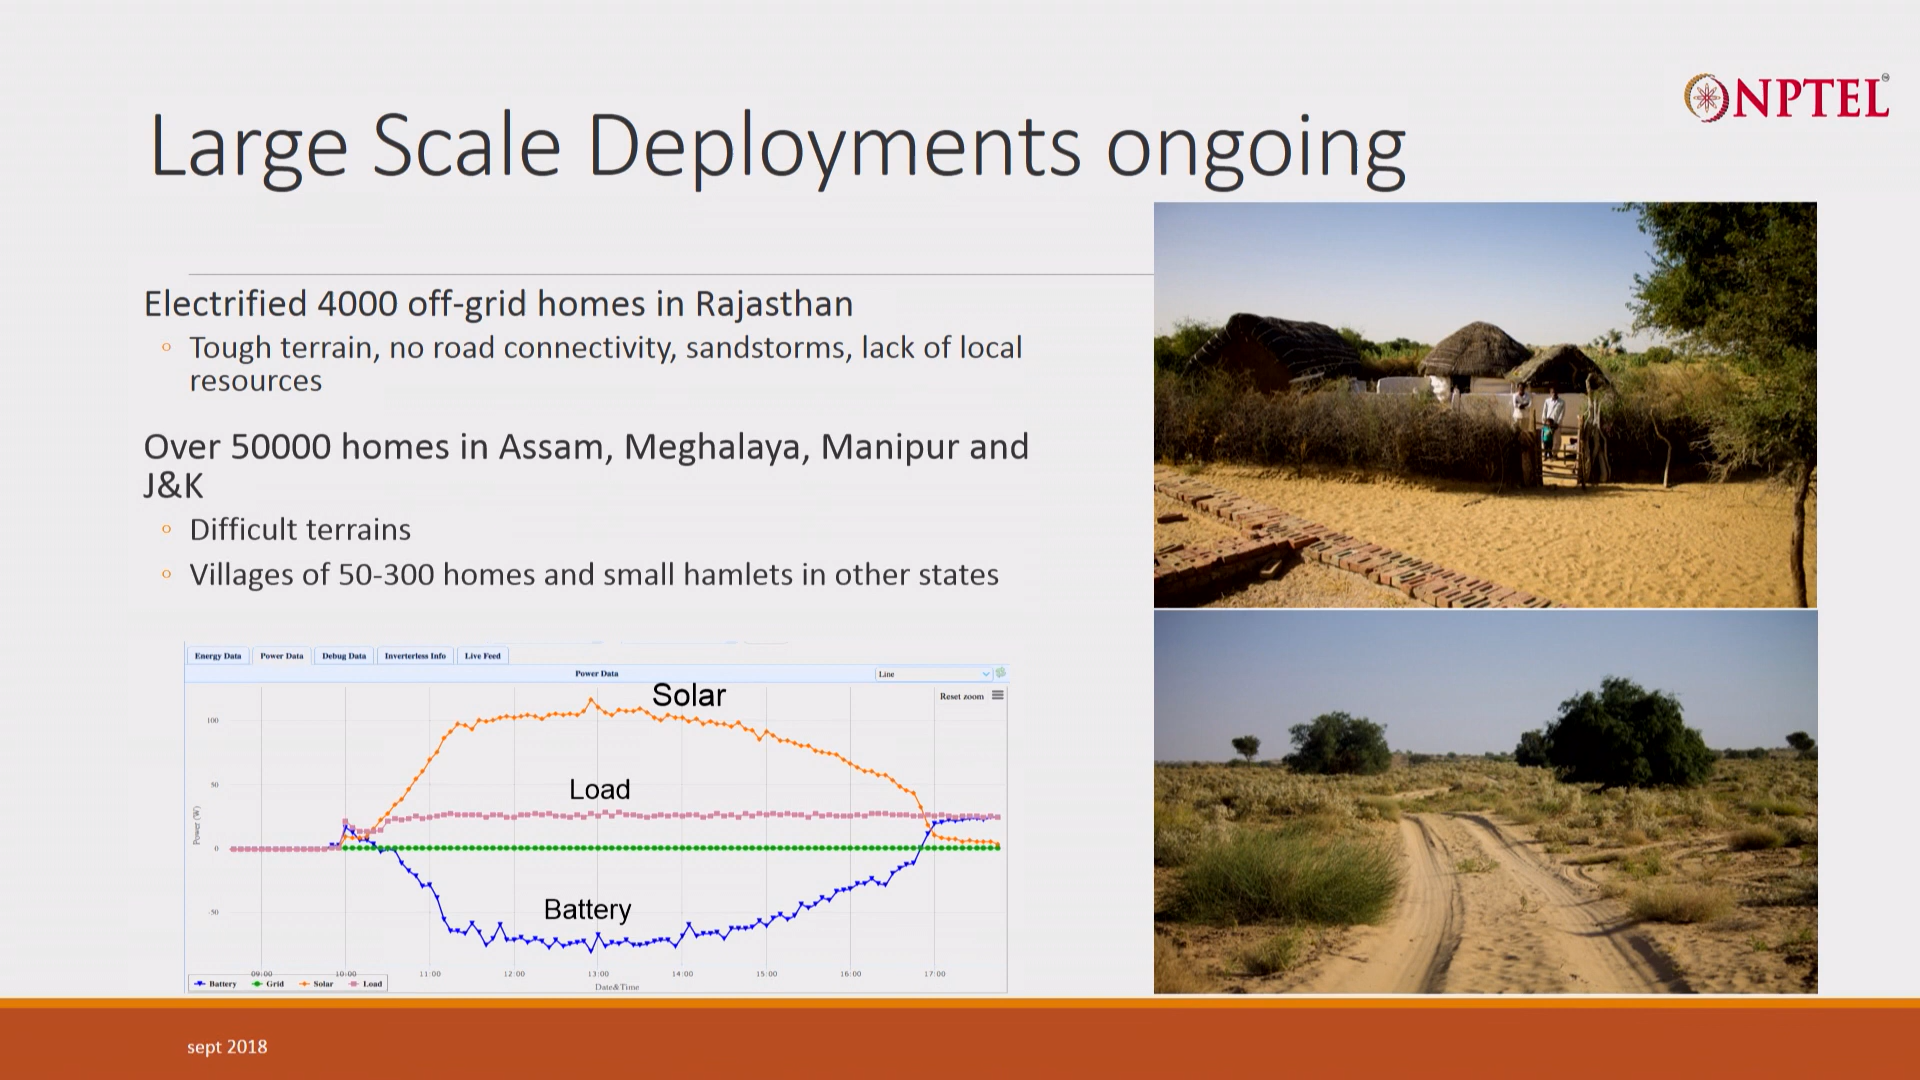 NPTEL
Large Scale Deployments ongoing
Electrified 4000 off-grid homes in Rajasthan
Tough terrain, no road connectivity, sandstorms, lack of local
resources
Over 50000 homes in Assam, Meghalaya, Manipur and
J&K
Difficult terrains
Villages of 50-300 homes and small hamlets in other states
Energy Data Power Data Debug Data Inverterless Info Live Feed
Power Data
Line
Solar
Reset zoom
100
Load
50
Power (W)
0
Battery
-50
09:00 10:00 11:00 12:00 13:00 14:00 15:00 16:00 17:00
Battery Grid Solar Load
Date&Time
sept 2018